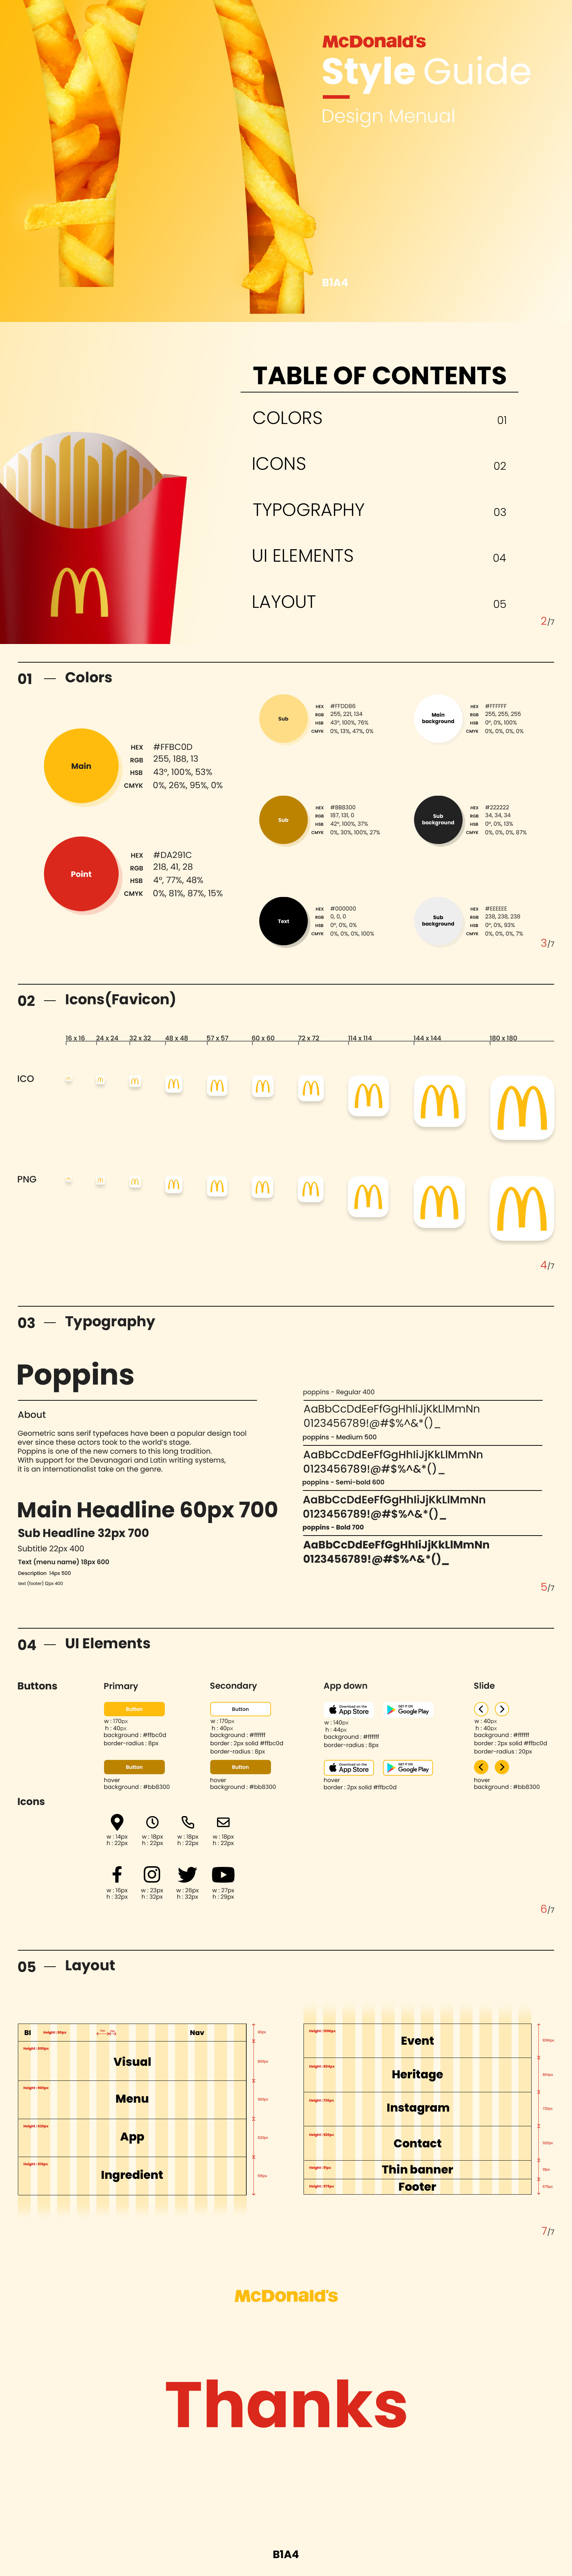 McDonald's
Style Guide
Design Menual
B1A4
TABLE OF CONTENTS
COLORS 01
ICONS 02
TYPOGRAPHY 03
UI ELEMENTS 04
LAYOUT 05
2/7
01 — Colors
Main
HEX #FFBC0D
RGB 255, 188, 13
HSB 43°, 100%, 53%
CMYK 0%, 26%, 95%, 0%
Point
HEX #DA291C
RGB 218, 41, 28
HSB 4°, 77%, 48%
CMYK 0%, 81%, 87%, 15%
Sub
HEX #FFDD86
RGB 255, 221, 134
HSB 43°, 100%, 76%
CMYK 0%, 13%, 47%, 0%
Main
background
HEX #FFFFFF
RGB 255, 255, 255
HSB 0°, 0%, 100%
CMYK 0%, 0%, 0%, 0%
Sub
HEX #BB8300
RGB 187, 131, 0
HSB 42°, 100%, 37%
CMYK 0%, 30%, 100%, 27%
Sub
background
HEX #222222
RGB 34, 34, 34
HSB 0°, 0%, 13%
CMYK 0%, 0%, 0%, 87%
Text
HEX #000000
RGB 0, 0, 0
HSB 0°, 0%, 0%
CMYK 0%, 0%, 0%, 100%
Sub
background
HEX #EEEEEE
RGB 238, 238, 239
HSB 0°, 0%, 93%
CMYK 0%, 0%, 0%, 7%
3/7
02 — Icons(Favicon)
16 x 16 24 x 24 32 x 32 48 x 48 57 x 57 60 x 60 72 x 72 114 x 114 144 x 144 180 x 180
ICO
PNG
4/7
03 — Typography
Poppins
About
Geometric sans serif typefaces have been a popular design tool
ever since these actors took to the world's stage.
Poppins is one of the new comers to this long tradition.
With support for the Devanagari and Latin writing systems,
it is an internationalist take on the genre.
Main Headline 60px 700
Sub Headline 32px 700
Subtitle 22px 400
Text (menu name) 18px 600
Description 14px 500
text (footer) 12px 400
poppins - Regular 400
AaBbCcDdEeFfGgHhIiJjKkLlMmNn
0123456789!@#$%^&*()_
poppins - Medium 500
AaBbCcDdEeFfGgHhIiJjKkLlMmNn
0123456789!@#$%^&*()_
poppins - Semi-bold 600
AaBbCcDdEeFfGgHhIiJjKkLlMmNn
0123456789!@#$%^&*()_
poppins - Bold 700
AaBbCcDdEeFfGgHhIiJjKkLlMmNn
0123456789!@#$%^&*()_
5/7
04 — UI Elements
Buttons
Primary
Button
w : 170px
h : 40px
background : #ffbc0d
border-radius : 8px
Button
hover
background : #bb8300
Secondary
Button
w : 170px
h : 40px
background : #ffffff
border : 2px solid #ffbc0d
border-radius : 8px
Button
hover
background : #bb8300
App down
Download on the
App Store
GET IT ON
Google Play
w : 140px
h : 44px
background : #ffffff
border-radius : 8px
Download on the
App Store
GET IT ON
Google Play
hover
border : 2px solid #ffbc0d
Slide
w : 40px
h : 40px
background : #ffffff
border : 2px solid #ffbc0d
border-radius : 20px
hover
background : #bb8300
Icons
w : 14px w : 18px w : 18px w : 18px
h : 22px h : 22px h : 22px h : 22px
w : 16px w : 23px w : 26px w : 27px
h : 32px h : 32px h : 32px h : 29px
6/7
05 — Layout
BI
Nav
Visual
Menu
App
Ingredient
Event
Heritage
Instagram
Contact
Thin banner
Footer
7/7
McDonald's
Thanks
B1A4